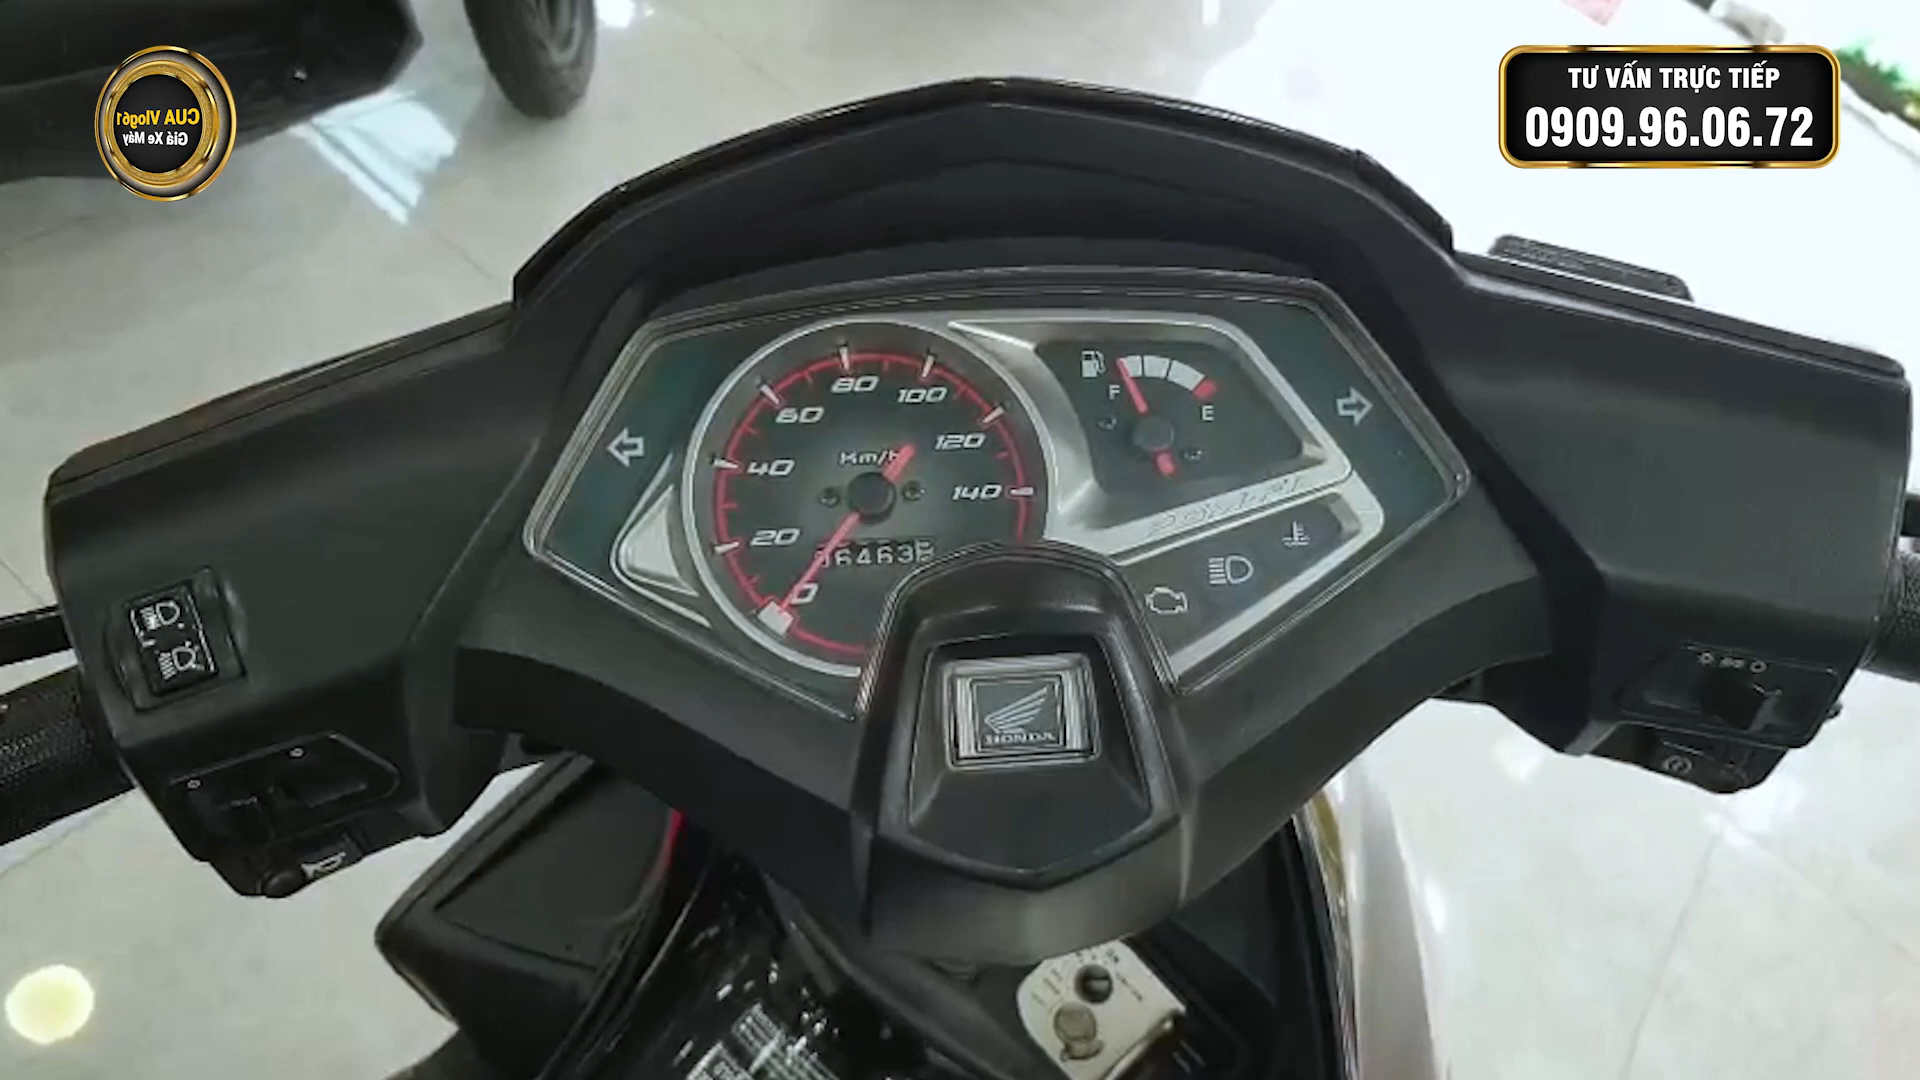 CUA Vlog61
Giá Xe Máy
TƯ VẤN TRỰC TIẾP
0909.96.06.72
0
20
40
60
80
100
120
140
Km/h
F
E
HONDA